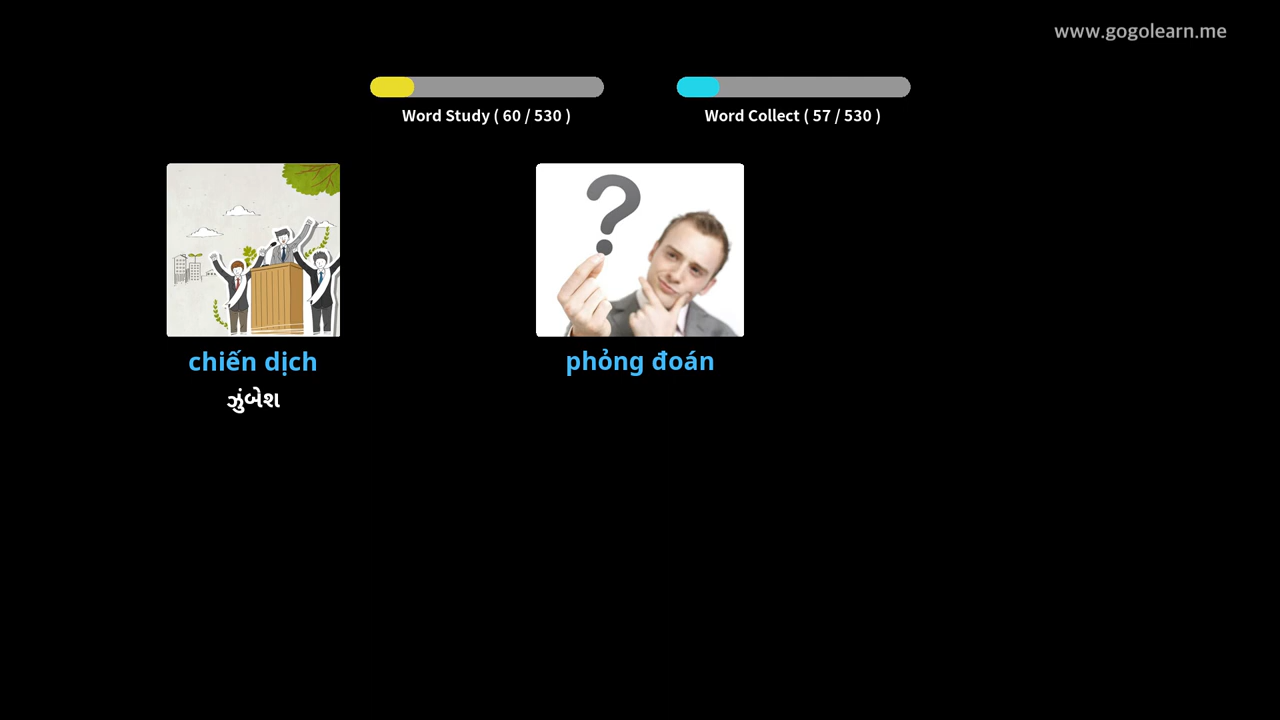 www.gogolearn.me
Word Study ( 60 / 530 )
Word Collect ( 57 / 530 )
chiến dịch
ઝુંબેશ
phỏng đoán